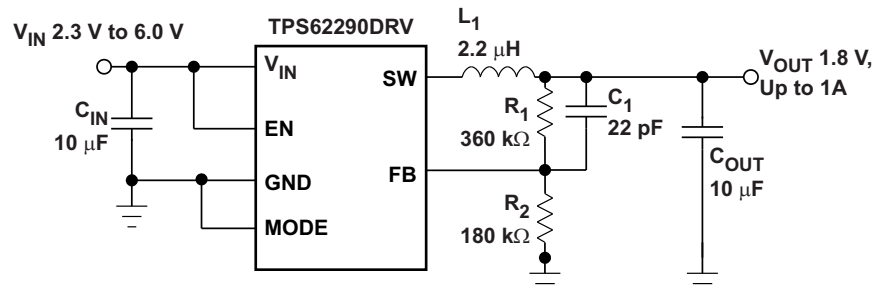 TPS62290DRV
V_IN 2.3 V to 6.0 V
V_IN
EN
GND
MODE
SW
FB
C_IN
10 μF
L_1
2.2 μH
R_1
360 kΩ
C_1
22 pF
R_2
180 kΩ
V_OUT 1.8 V,
Up to 1A
C_OUT
10 μF